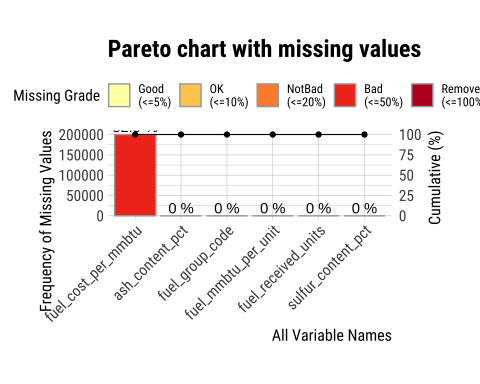 Pareto chart with missing values
Missing Grade
Good
(<=5%)
OK
(<=10%)
NotBad
(<=20%)
Bad
(<=50%)
Remove
(<=100%
Frequency of Missing Values
200000
150000
100000
50000
0
0 %
0 %
0 %
0 %
0 %
100
75
50
25
0
Cumulative (%)
fuel_cost_per_mmbtu
ash_content_pct
fuel_group_code
fuel_mmbtu_per_unit
fuel_received_units
sulfur_content_pct
All Variable Names